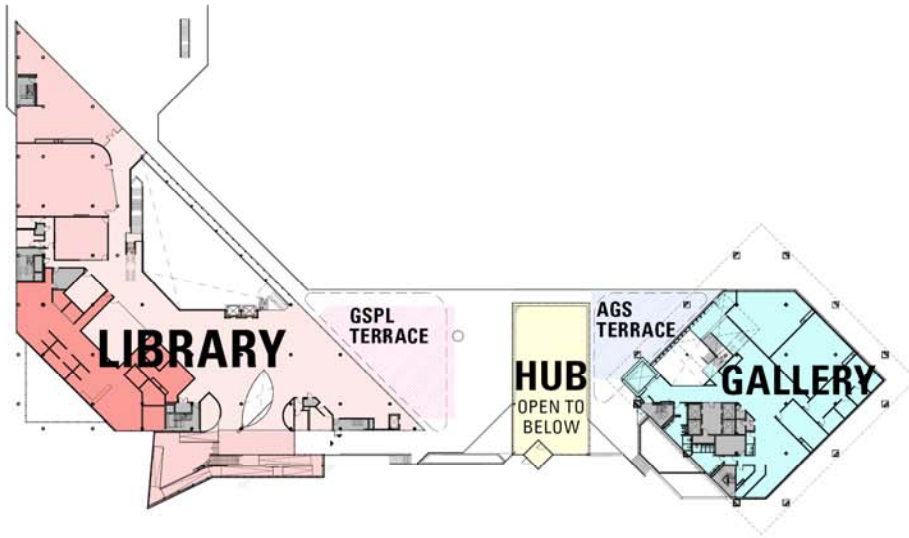 LIBRARY
GSPL
TERRACE
HUB
OPEN TO
BELOW
AGS
TERRACE
GALLERY